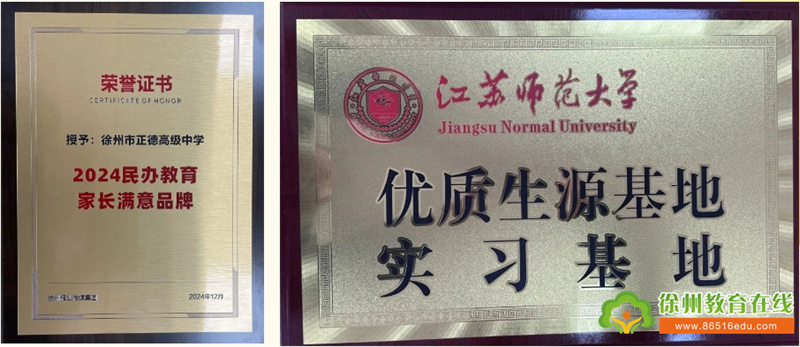 荣誉证书
CERTIFICATE OF HONOR
授予：徐州市正德高级中学
2024民办教育
家长满意品牌
2024年12月
江苏师范大学
Jiangsu Normal University
优质生源基地
实习基地
徐州教育在线
www.86516edu.com